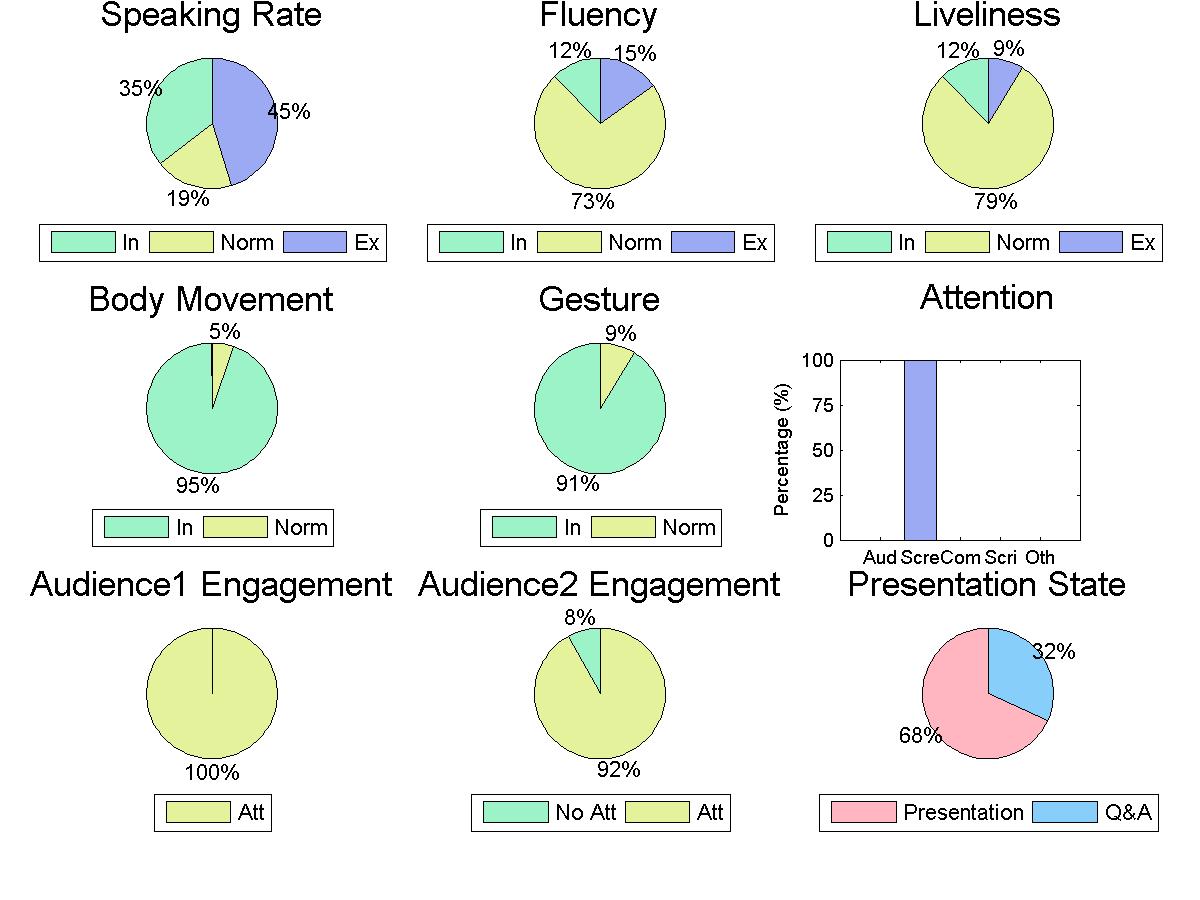 Speaking Rate
35%
45%
19%
In Norm Ex
Fluency
12%
15%
73%
In Norm Ex
Liveliness
12%
9%
79%
In Norm Ex
Body Movement
5%
95%
In Norm
Gesture
9%
91%
In Norm
Attention
Percentage (%)
100
75
50
25
0
Aud Scre Com Scri Oth
Audience1 Engagement
100%
Att
Audience2 Engagement
8%
92%
No Att Att
Presentation State
32%
68%
Presentation Q&A